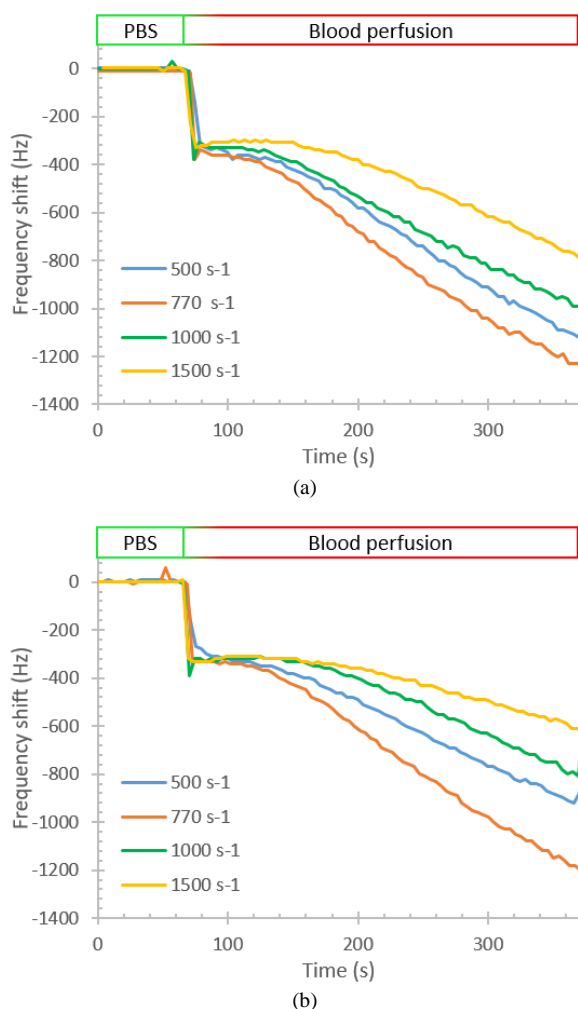 PBS Blood perfusion
0
-200
-400
-600
-800
-1000
-1200
-1400
Frequency shift (Hz)
500 s-1
770 s-1
1000 s-1
1500 s-1
0 100 200 300
Time (s)
(a)
PBS Blood perfusion
0
-200
-400
-600
-800
-1000
-1200
-1400
Frequency shift (Hz)
500 s-1
770 s-1
1000 s-1
1500 s-1
0 100 200 300
Time (s)
(b)